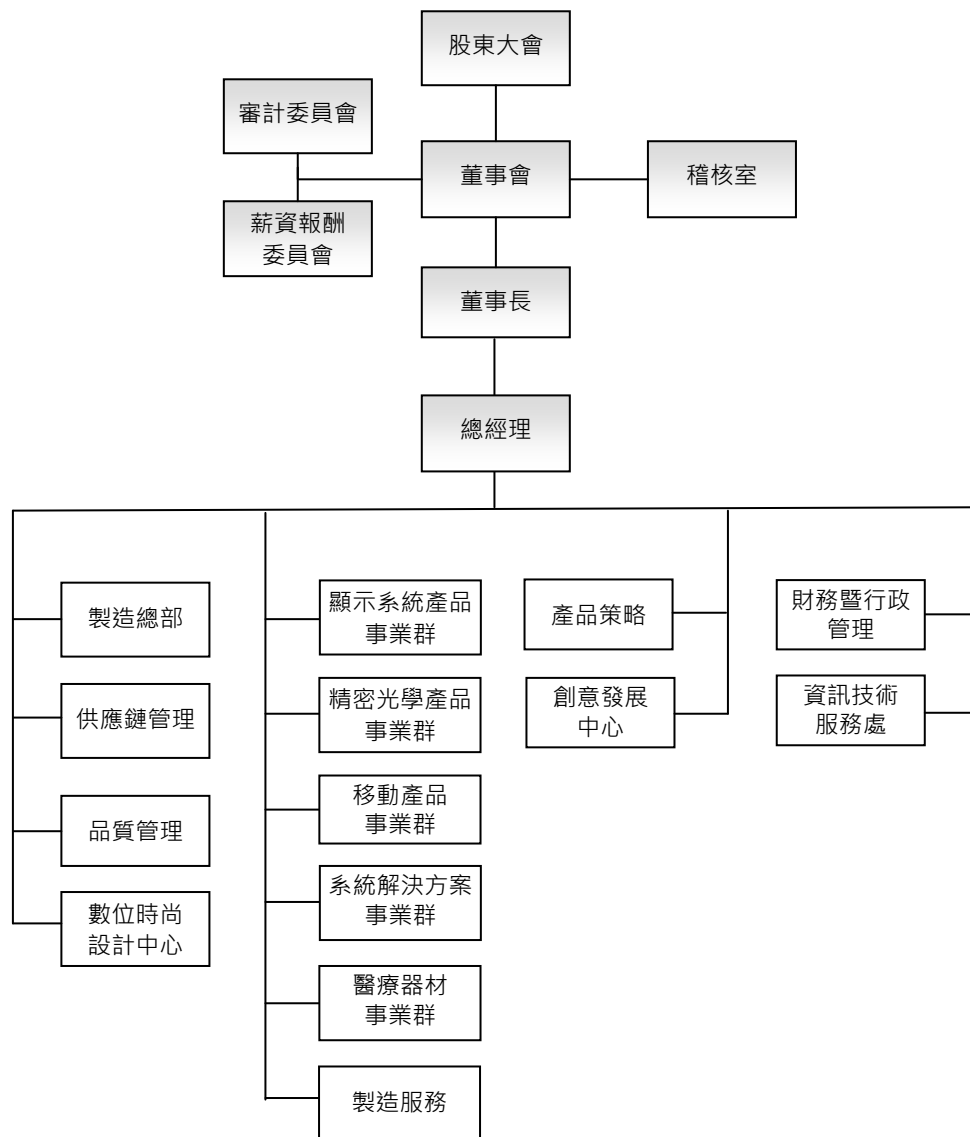 股東大會
審計委員會
董事會
稽核室
薪資報酬
委員會
董事長
總經理
製造總部
供應鏈管理
品質管理
數位時尚
設計中心
顯示系統產品
事業群
精密光學產品
事業群
移動產品
事業群
系統解決方案
事業群
醫療器材
事業群
製造服務
產品策略
創意發展
中心
財務暨行政
管理
資訊技術
服務處